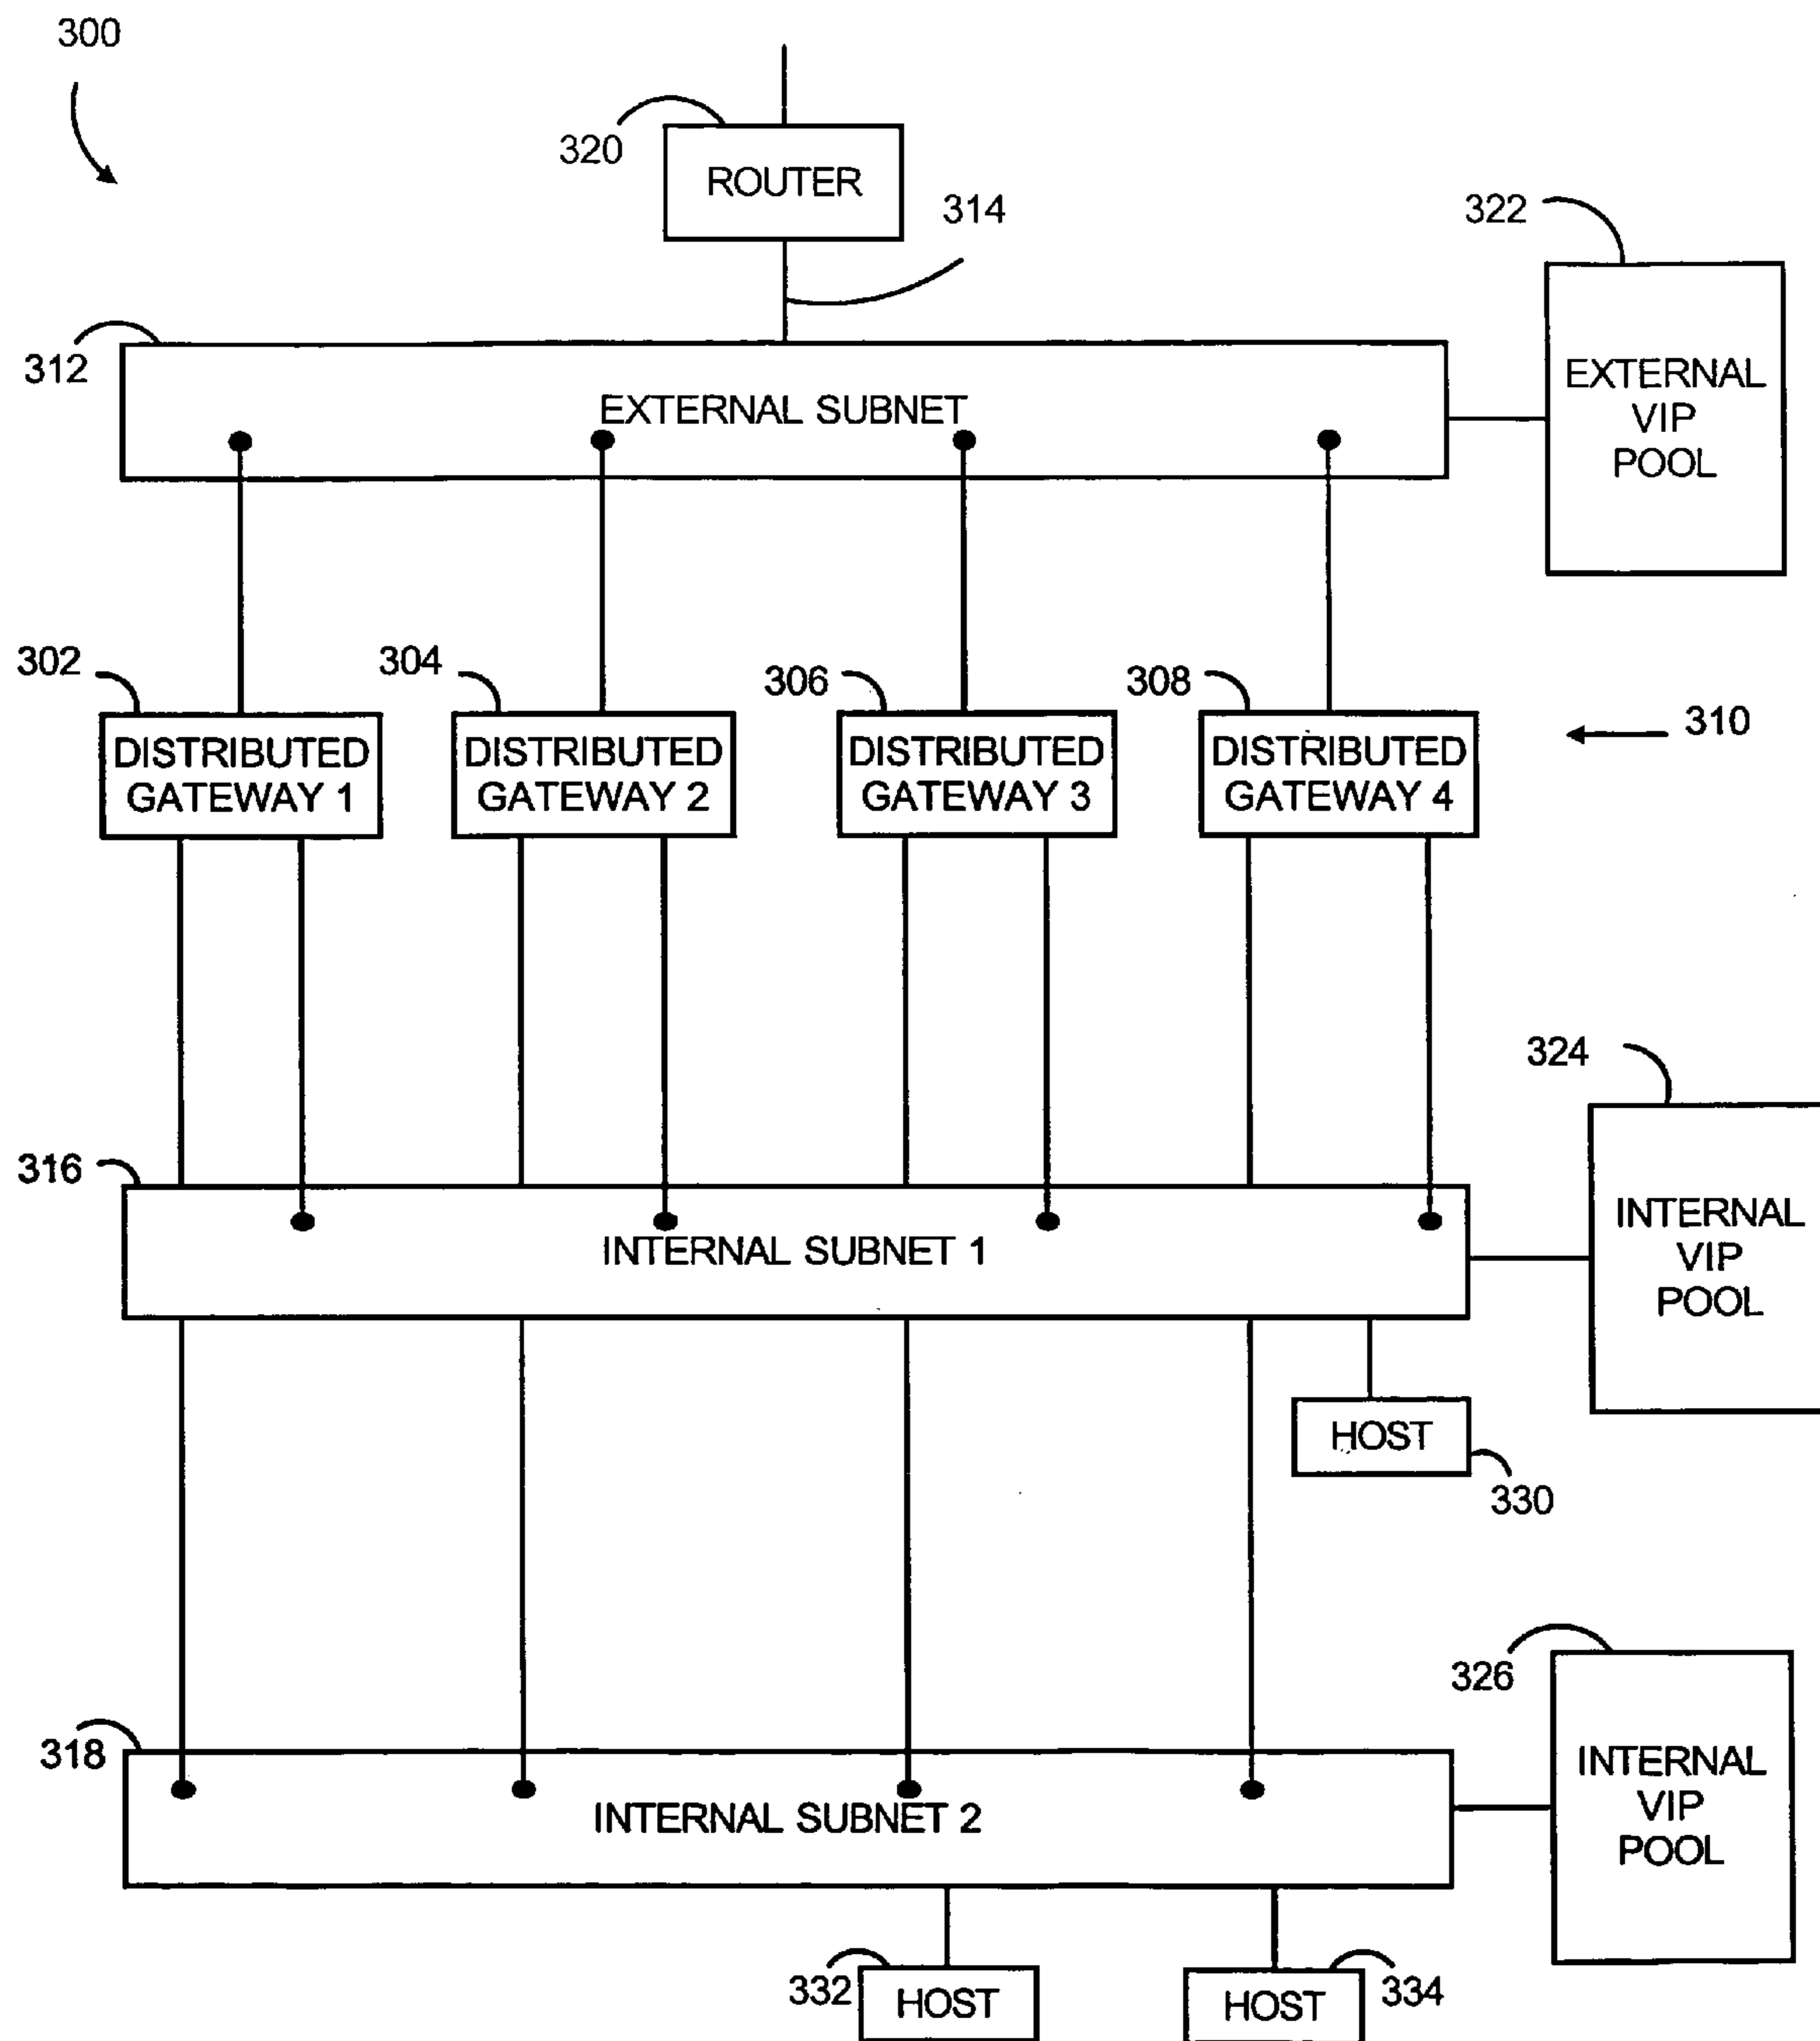 300
320
ROUTER
314
322
312
EXTERNAL SUBNET
EXTERNAL
VIP
POOL
302
304
306
308
310
DISTRIBUTED
GATEWAY 1
DISTRIBUTED
GATEWAY 2
DISTRIBUTED
GATEWAY 3
DISTRIBUTED
GATEWAY 4
324
316
INTERNAL SUBNET 1
INTERNAL
VIP
POOL
HOST
330
326
318
INTERNAL SUBNET 2
INTERNAL
VIP
POOL
332
HOST
HOST
334